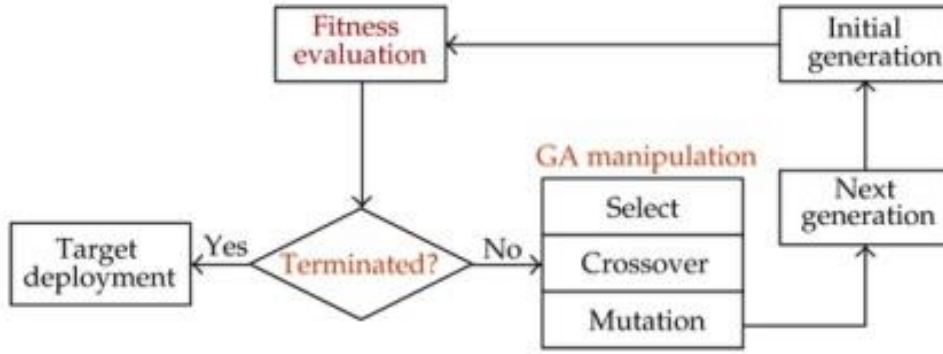 Fitness
evaluation
Initial
generation
GA manipulation
Select
Crossover
Mutation
Next
generation
Target
deployment
Yes
Terminated?
No